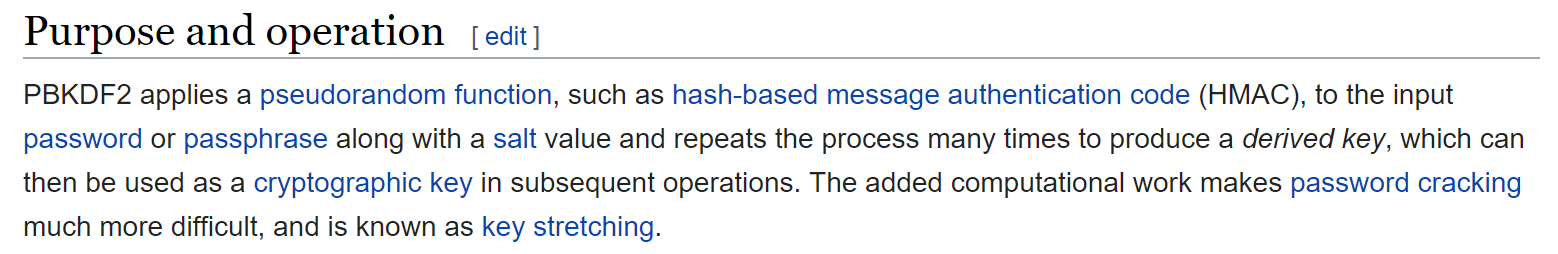 Purpose and operation [ edit ]
PBKDF2 applies a pseudorandom function, such as hash-based message authentication code (HMAC), to the input
password or passphrase along with a salt value and repeats the process many times to produce a derived key, which can
then be used as a cryptographic key in subsequent operations. The added computational work makes password cracking
much more difficult, and is known as key stretching.